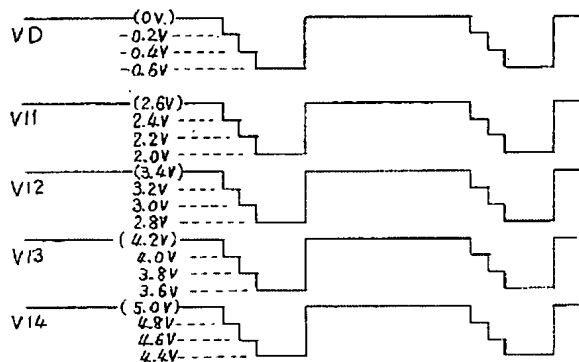 (0V.)
VD
-0.2V
-0.4V
-0.6V
(2.6V)
V11
2.4V
2.2V
2.0V
(3.4V)
V12
3.2V
3.0V
2.8V
(4.2V)
V13
4.0V
3.8V
3.6V
(5.0V)
V14
4.8V
4.6V
4.4V